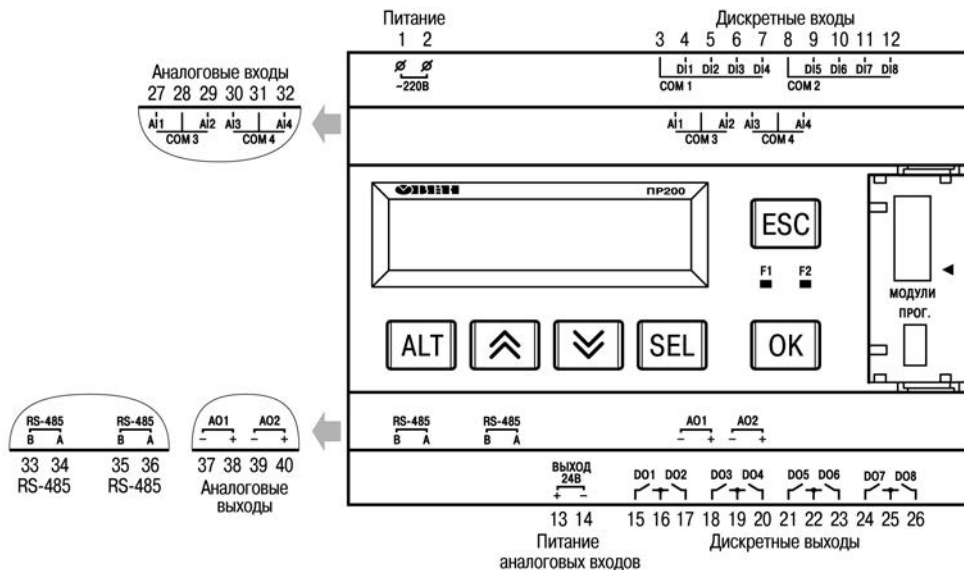 Питание
1 2
Дискретные входы
3 4 5 6 7 8 9 10 11 12
~220В
DI1 DI2 DI3 DI4 DI5 DI6 DI7 DI8
COM 1 COM 2
Аналоговые входы
27 28 29 30 31 32
AI1 AI2 AI3 AI4
COM 3 COM 4
AI1 AI2 AI3 AI4
COM 3 COM 4
ОВЕН ПР200
ESC
F1 F2
МОДУЛИ
ПРОГ.
ALT SEL OK
RS-485 RS-485
B A B A
33 34 35 36
RS-485 RS-485
AO1 AO2
– + – +
37 38 39 40
Аналоговые
выходы
RS-485 RS-485
B A B A
AO1 AO2
– + – +
ВЫХОД
24В
+ –
13 14
Питание
аналоговых входов
DO1 DO2 DO3 DO4 DO5 DO6 DO7 DO8
15 16 17 18 19 20 21 22 23 24 25 26
Дискретные выходы